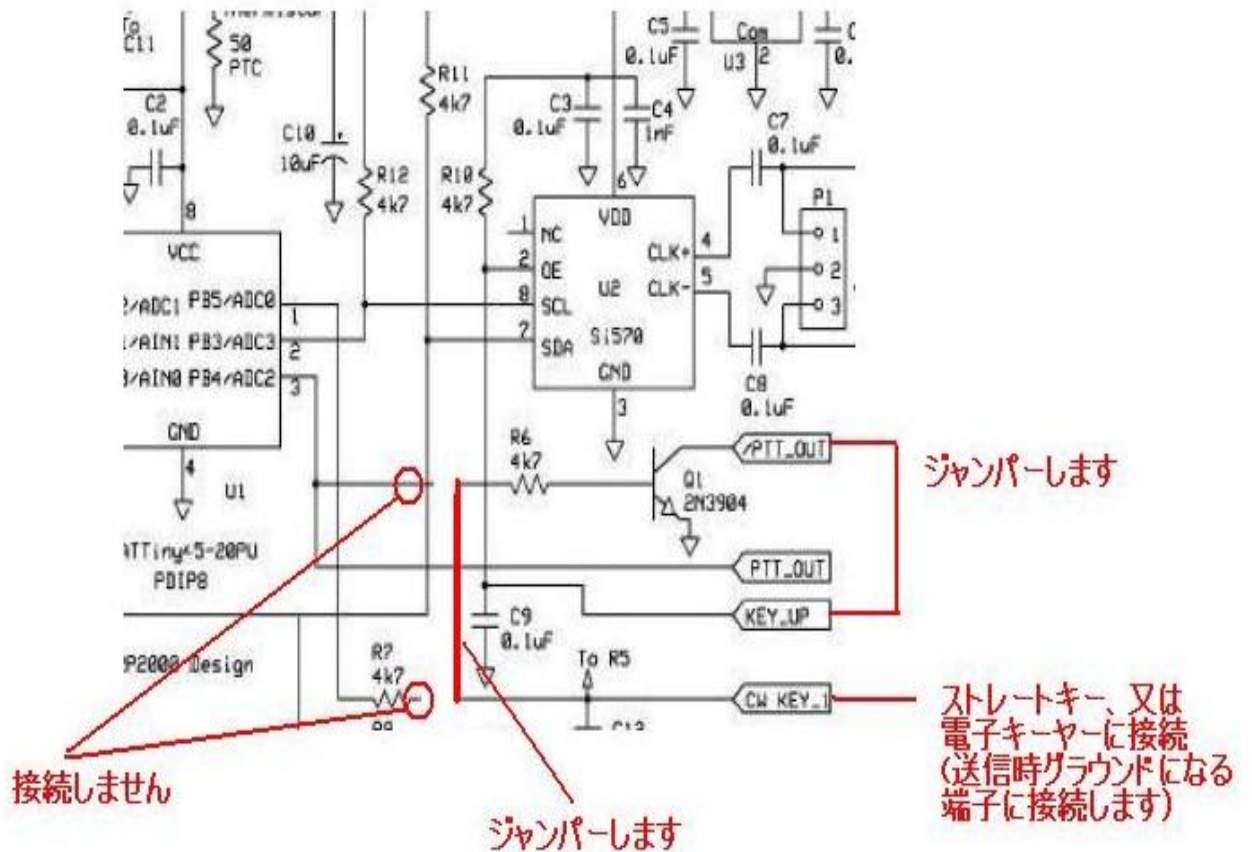 To
C11
50
PTC
C2
0.1uF
C10
10uF
R11
4k7
R12
4k7
R10
4k7
C3
0.1uF
C4
1nF
C5
0.1uF
Com
2
U3
C7
0.1uF
P1
1
2
3
8
VCC
PB5/ADC0
1
PB3/ADC3
2
PB4/ADC2
3
GND
4
U1
PDIP8
6
VDD
1
NC
2
OE
8
SCL
7
SDA
CLK+
4
CLK-
5
U2
Si570
GND
3
C8
0.1uF
R6
4k7
Q1
2N3904
/PTT_OUT
PTT_OUT
KEY_UP
CW KEY_1
C9
0.1uF
To R5
Design
R7
4k7
ジャンパーします
接続しません
ジャンパーします
ストレートキー、又は
電子キーヤーに接続
(送信時グラウンドになる
端子に接続します)